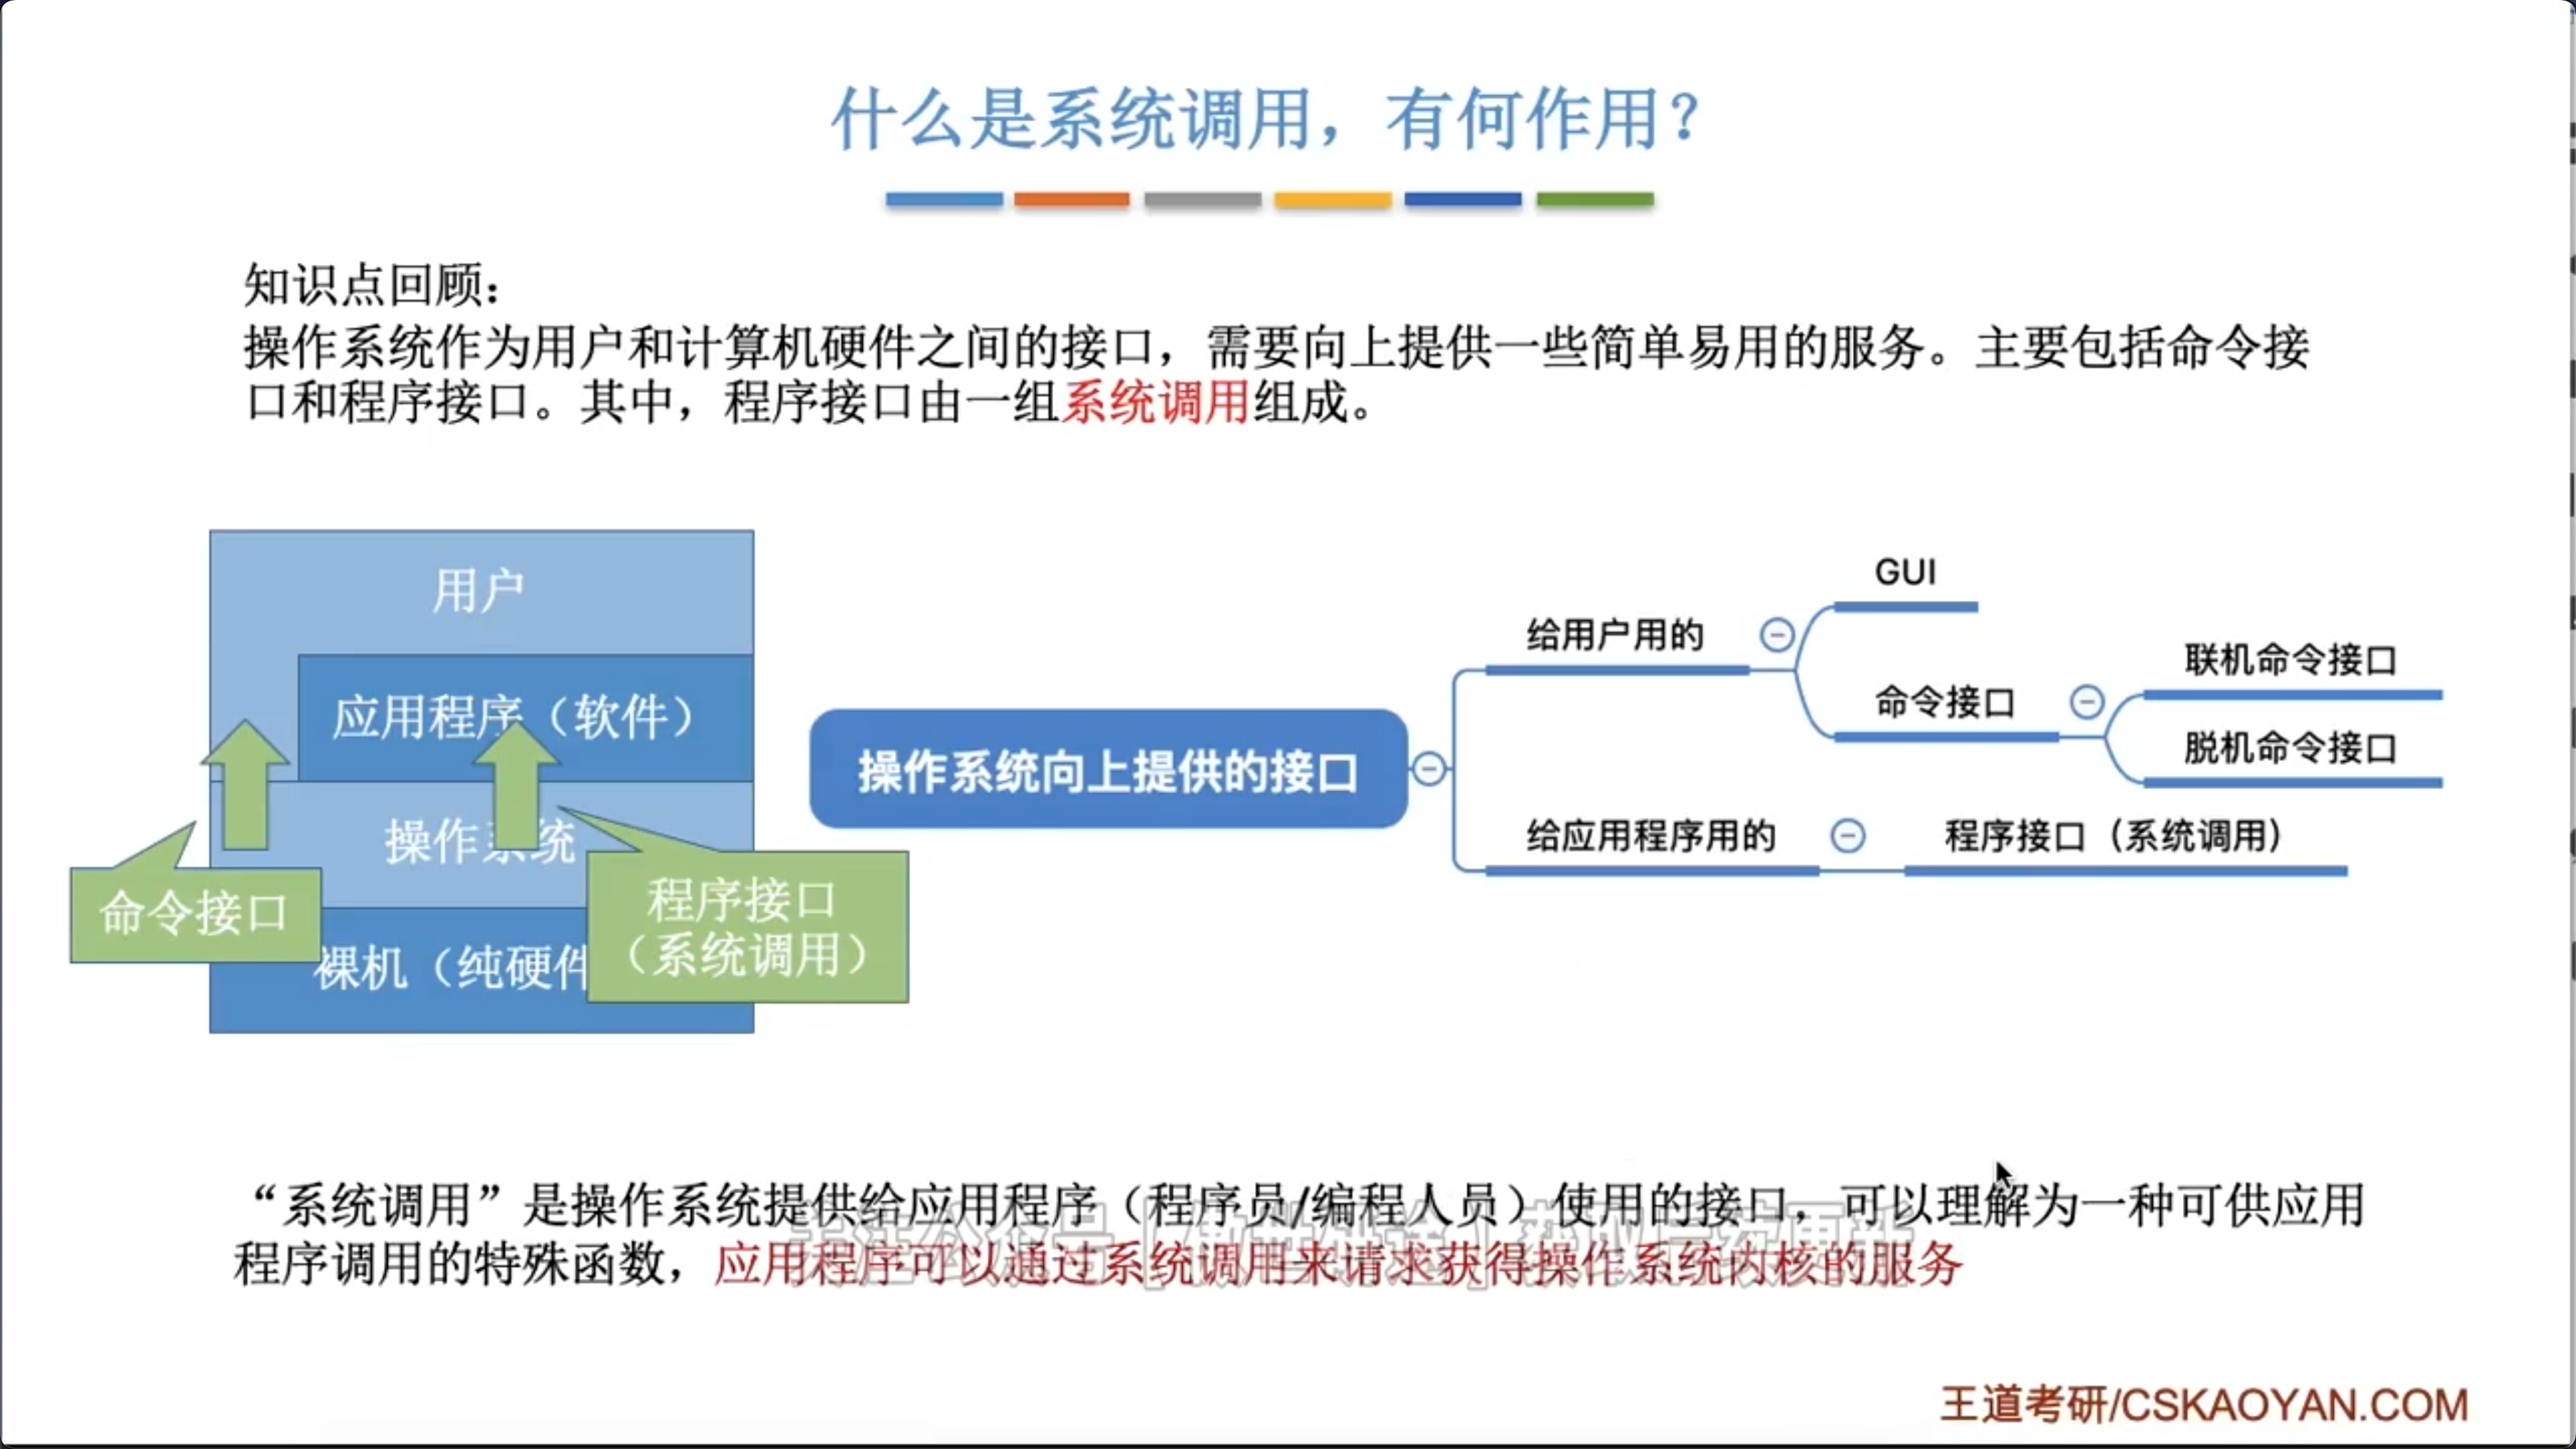 什么是系统调用，有何作用？
知识点回顾：
操作系统作为用户和计算机硬件之间的接口，需要向上提供一些简单易用的服务。主要包括命令接
口和程序接口。其中，程序接口由一组系统调用组成。
用户
应用程序（软件）
操作系统
命令接口
程序接口
（系统调用）
裸机（纯硬件
操作系统向上提供的接口
给用户用的
GUI
命令接口
联机命令接口
脱机命令接口
给应用程序用的
程序接口（系统调用）
“系统调用”是操作系统提供给应用程序（程序员/编程人员）使用的接口，可以理解为一种可供应用
程序调用的特殊函数，应用程序可以通过系统调用来请求获得操作系统内核的服务
王道考研/CSKAOYAN.COM